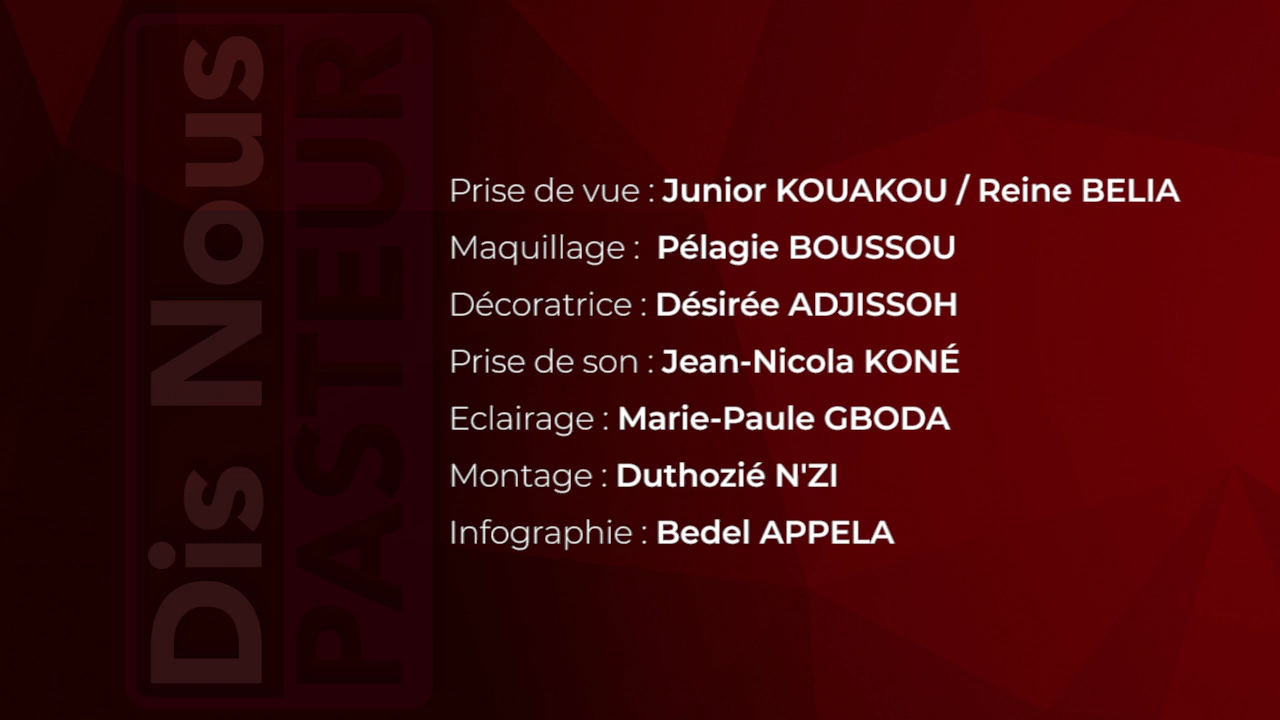 Dis Nous
PASTEUR
Prise de vue : Junior KOUAKOU / Reine BELIA
Maquillage : Pélagie BOUSSOU
Décoratrice : Désirée ADJISSOH
Prise de son : Jean-Nicola KONÉ
Eclairage : Marie-Paule GBODA
Montage : Duthozié N'ZI
Infographie : Bedel APPELA